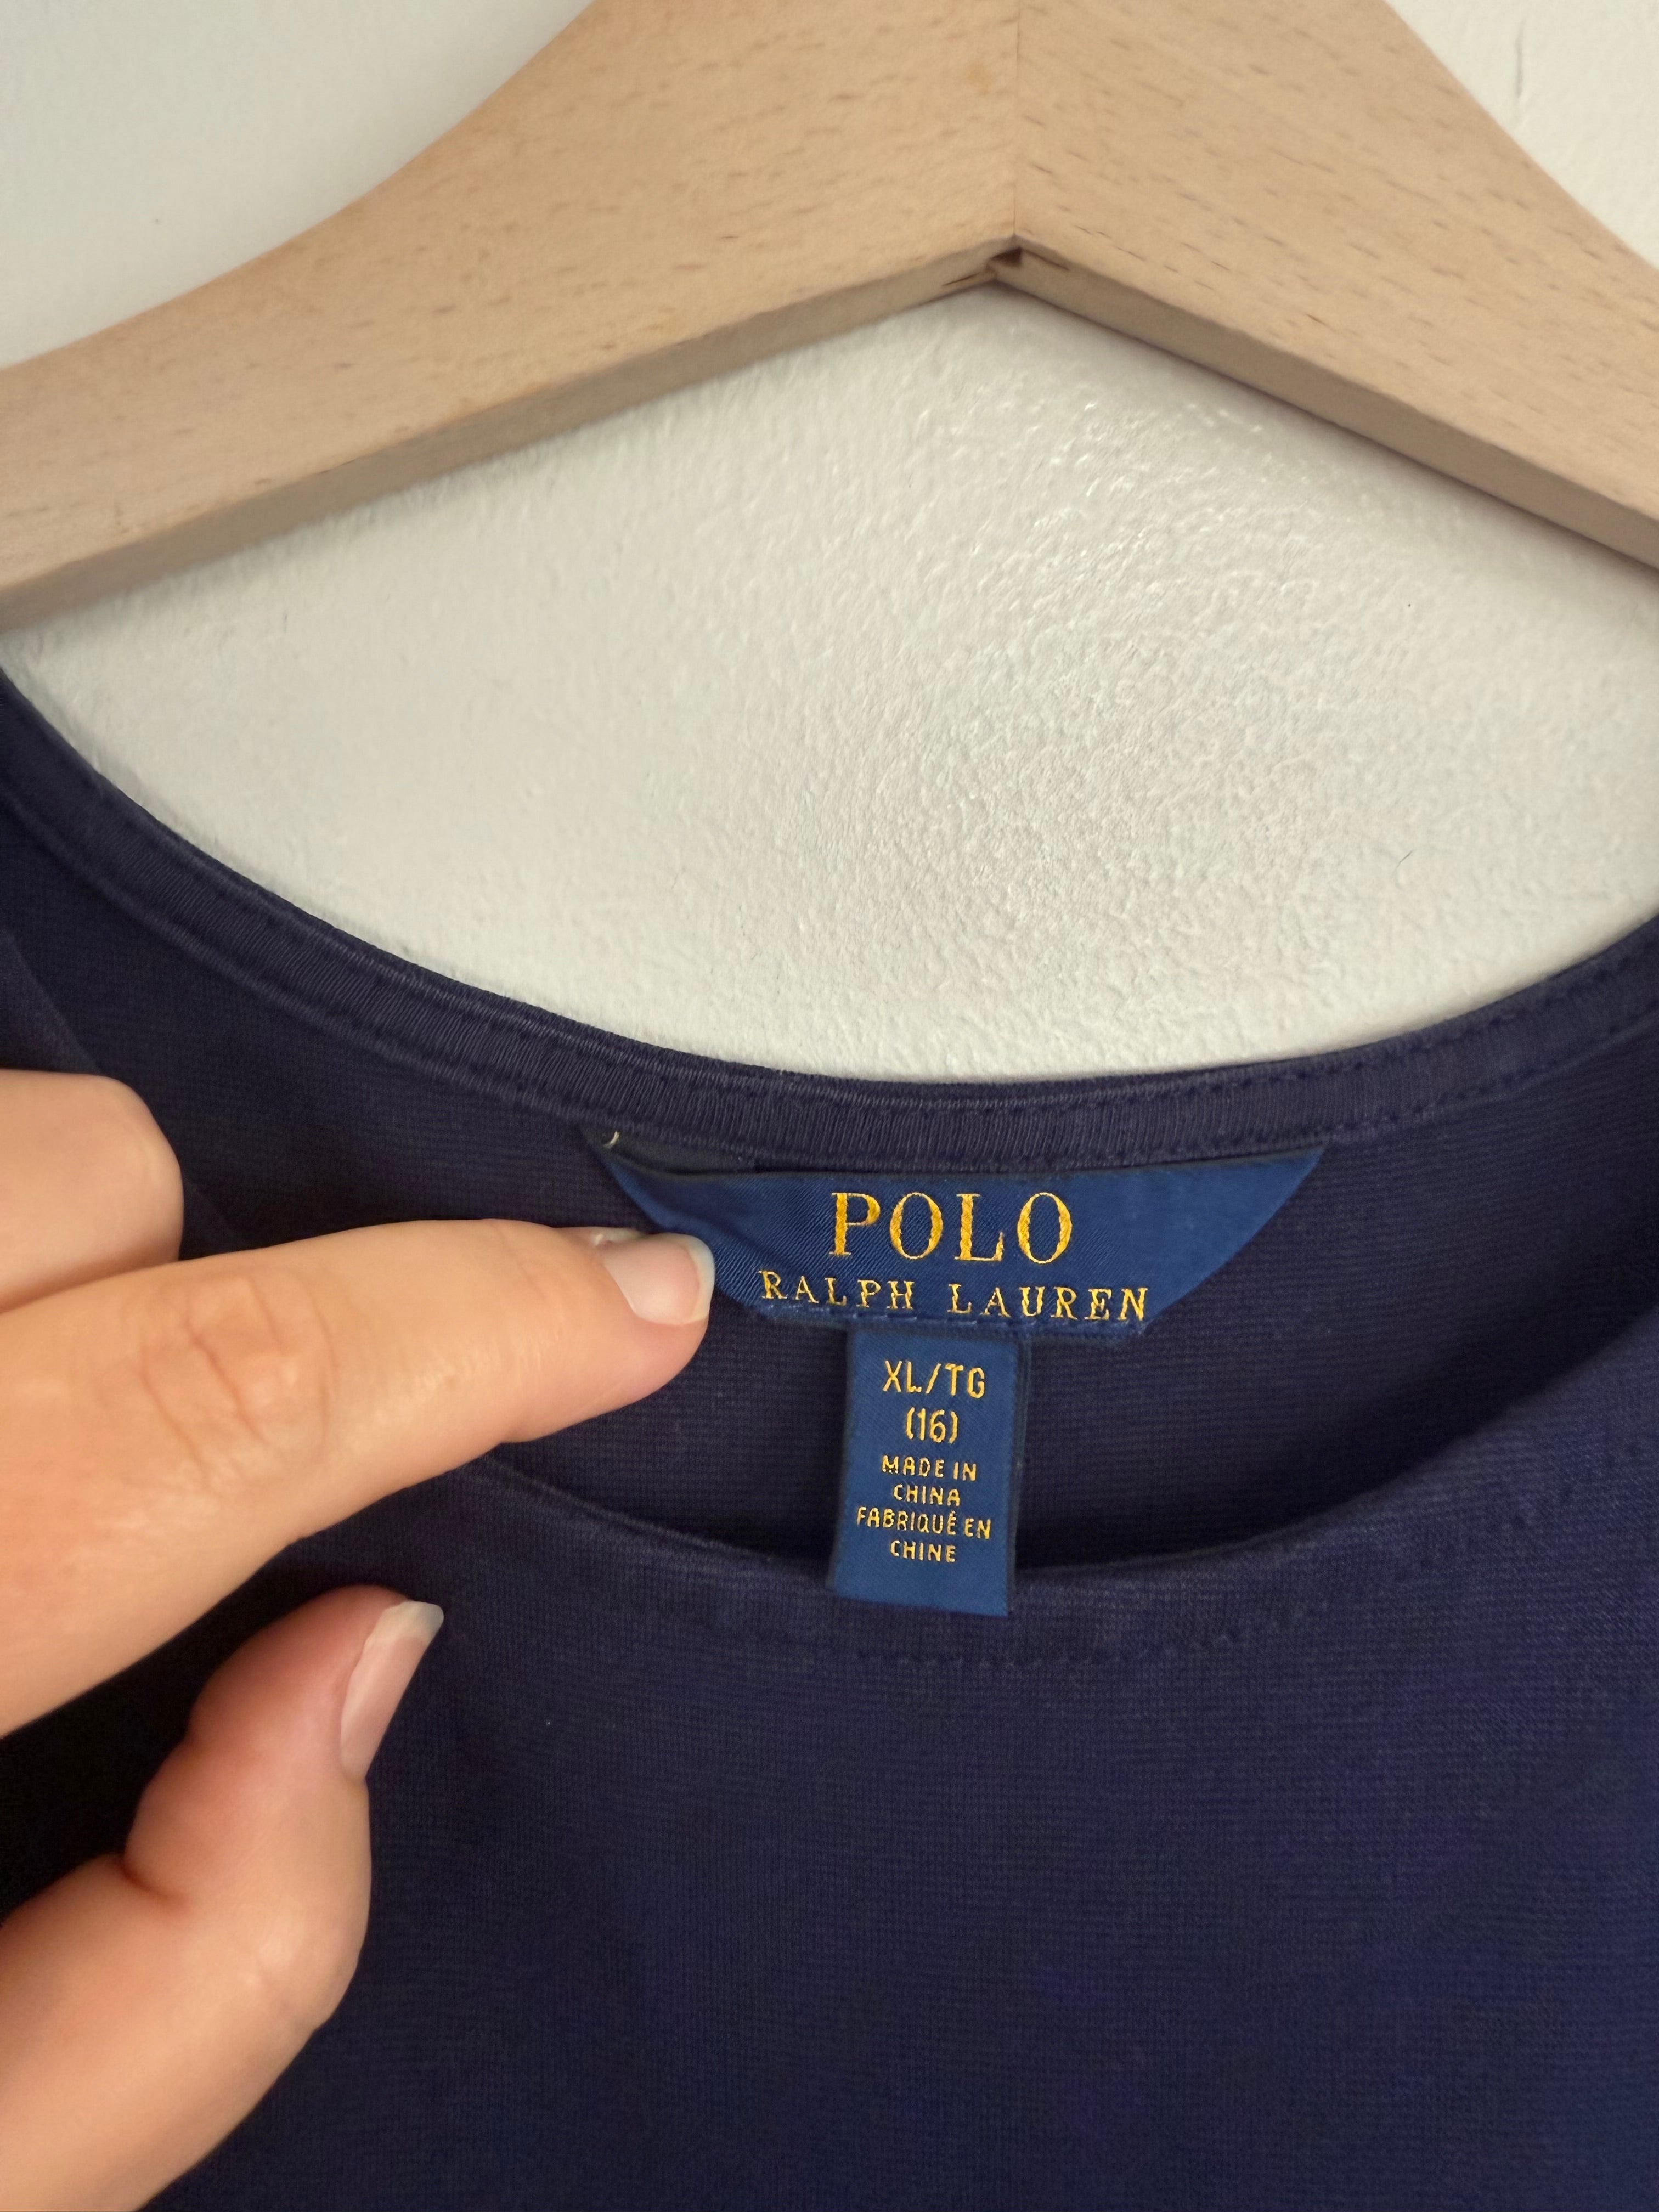 POLO
RALPH LAUREN
XL/TG
(16)
MADE IN
CHINA
FABRIQUÉ EN
CHINE